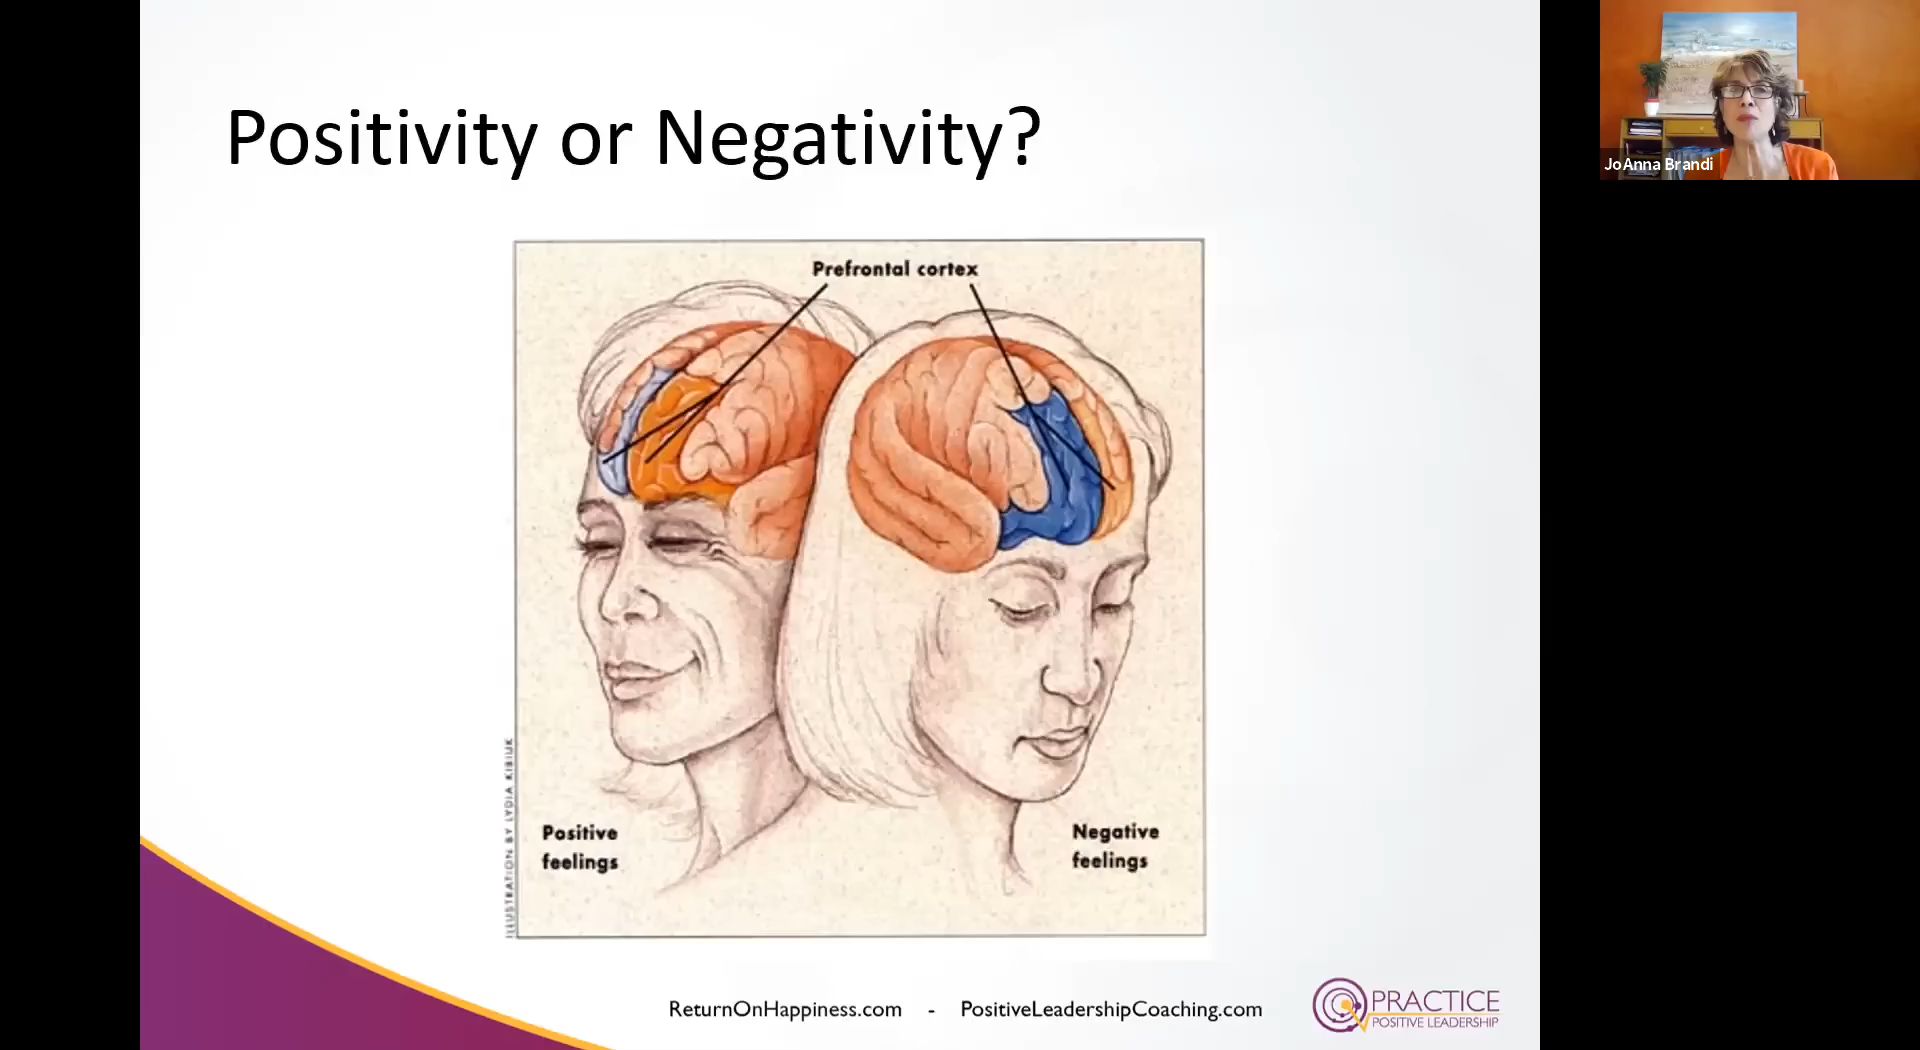 Positivity or Negativity?
JoAnna Brandi
Prefrontal cortex
Positive
feelings
Negative
feelings
ILLUSTRATION BY LYDIA KIBIUK
ReturnOnHappiness.com - PositiveLeadershipCoaching.com
PRACTICE
POSITIVE LEADERSHIP